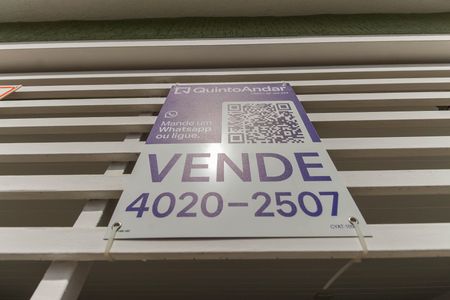 QuintoAndar
Mande um
Whatsapp
ou ligue.
VENDE
4020-2507